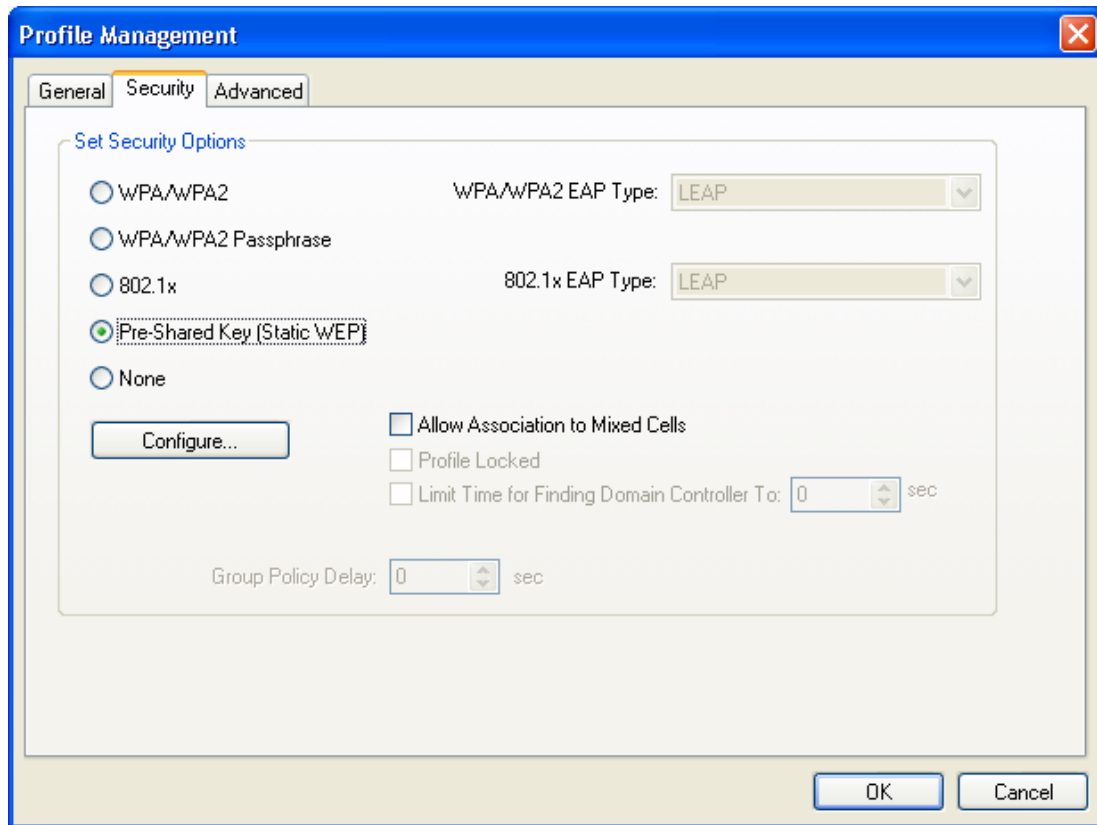 Profile Management
General Security Advanced
Set Security Options
WPA/WPA2 WPA/WPA2 EAP Type: LEAP
WPA/WPA2 Passphrase
802.1x 802.1x EAP Type: LEAP
Pre-Shared Key (Static WEP)
None
Configure... Allow Association to Mixed Cells
Profile Locked
Limit Time for Finding Domain Controller To: 0 sec
Group Policy Delay: 0 sec
OK Cancel